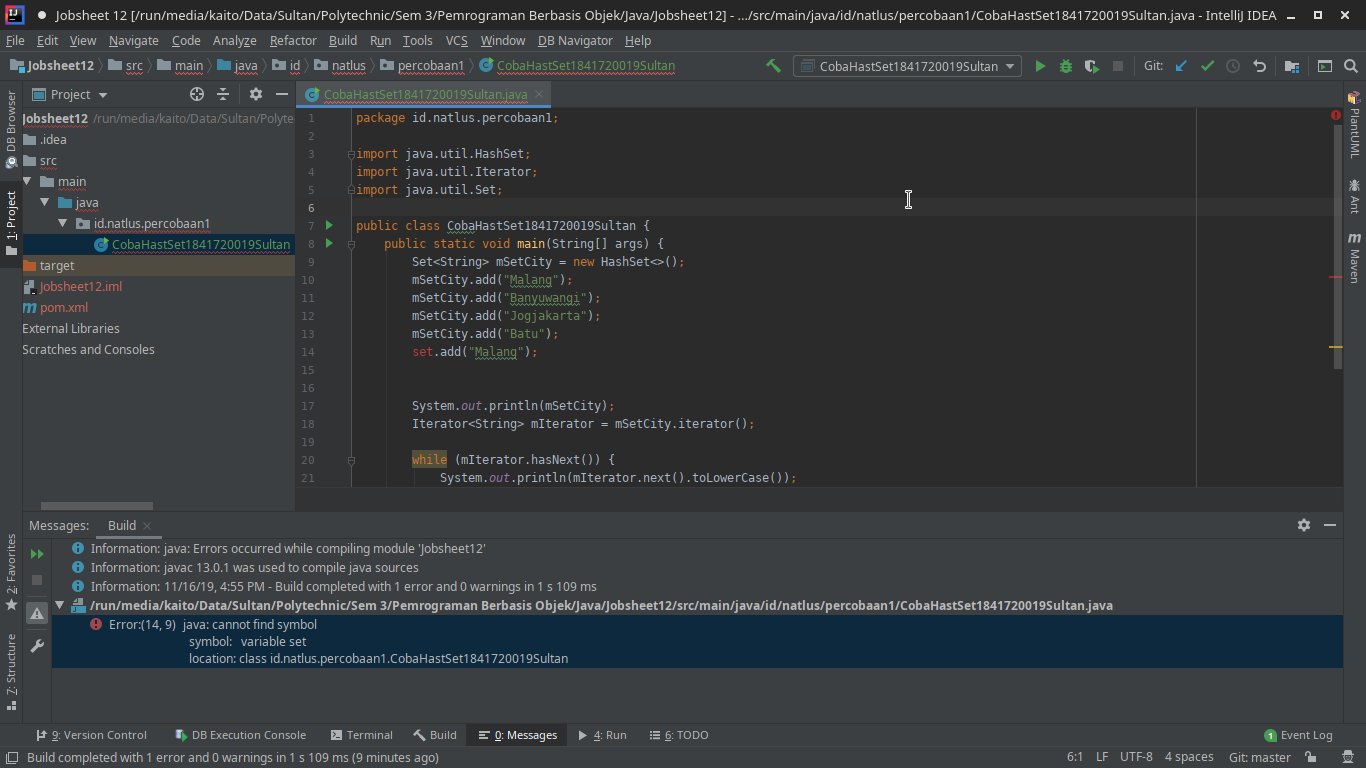 Jobsheet 12 [/run/media/kaito/Data/Sultan/Polytechnic/Sem 3/Pemrograman Berbasis Objek/Java/Jobsheet12] - .../src/main/java/id/natlus/percobaan1/CobaHastSet1841720019Sultan.java - IntelliJ IDEA
File Edit View Navigate Code Analyze Refactor Build Run Tools VCS Window DB Navigator Help
Jobsheet12 src main java id natlus percobaan1 CobaHastSet1841720019Sultan CobaHastSet1841720019Sultan Git:
Project
CobaHastSet1841720019Sultan.java
DB Browser
1: Project
2: Favorites
7: Structure
Jobsheet12 /run/media/kaito/Data/Sultan/Polyte
.idea
src
main
java
id.natlus.percobaan1
CobaHastSet1841720019Sultan
target
Jobsheet12.iml
pom.xml
External Libraries
Scratches and Consoles
1 package id.natlus.percobaan1;
2
3 import java.util.HashSet;
4 import java.util.Iterator;
5 import java.util.Set;
6
7 public class CobaHastSet1841720019Sultan {
8 public static void main(String[] args) {
9 Set<String> mSetCity = new HashSet<>();
10 mSetCity.add("Malang");
11 mSetCity.add("Banyuwangi");
12 mSetCity.add("Jogjakarta");
13 mSetCity.add("Batu");
14 set.add("Malang");
15
16
17 System.out.println(mSetCity);
18 Iterator<String> mIterator = mSetCity.iterator();
19
20 while (mIterator.hasNext()) {
21 System.out.println(mIterator.next().toLowerCase());
PlantUML
Ant
Maven
Messages: Build
Information: java: Errors occurred while compiling module 'Jobsheet12'
Information: javac 13.0.1 was used to compile java sources
Information: 11/16/19, 4:55 PM - Build completed with 1 error and 0 warnings in 1 s 109 ms
/run/media/kaito/Data/Sultan/Polytechnic/Sem 3/Pemrograman Berbasis Objek/Java/Jobsheet12/src/main/java/id/natlus/percobaan1/CobaHastSet1841720019Sultan.java
Error:(14, 9) java: cannot find symbol
symbol: variable set
location: class id.natlus.percobaan1.CobaHastSet1841720019Sultan
9: Version Control DB Execution Console Terminal Build 0: Messages 4: Run 6: TODO 1 Event Log
Build completed with 1 error and 0 warnings in 1 s 109 ms (9 minutes ago) 6:1 LF UTF-8 4 spaces Git: master